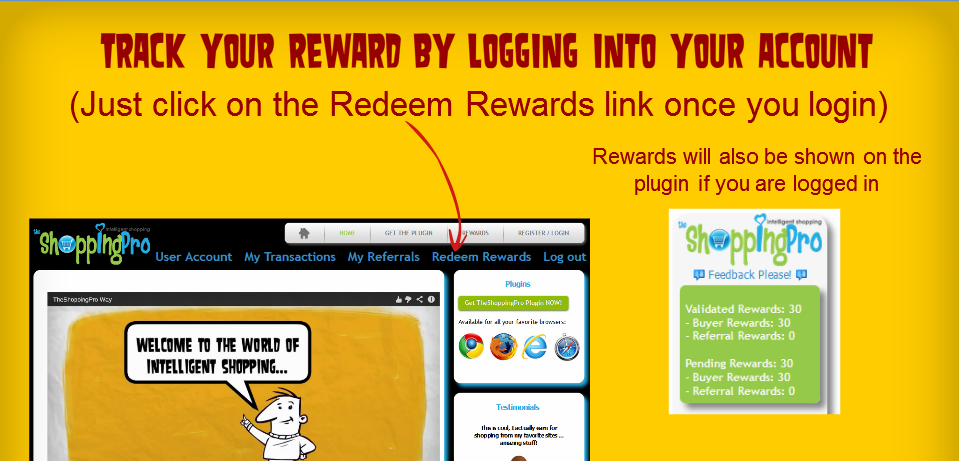 TRACK YOUR REWARD BY LOGGING INTO YOUR ACCOUNT
(Just click on the Redeem Rewards link once you login)
Rewards will also be shown on the
plugin if you are logged in
intelligent shopping
the ShoppingPro
HOME GET THE PLUGIN REWARDS REGISTER / LOGIN
User Account My Transactions My Referrals Redeem Rewards Log out
TheShoppingPro Way
WELCOME TO THE WORLD OF
INTELLIGENT SHOPPING...
Plugins
Get TheShoppingPro Plugin NOW!
Available for all your favorite browsers:
Testimonials
This is cool, I actually earn for
shopping from my favorite sites ...
amazing stuff!
intelligent shopping
the ShoppingPro
Feedback Please!
Validated Rewards: 30
- Buyer Rewards: 30
- Referral Rewards: 0
Pending Rewards: 30
- Buyer Rewards: 30
- Referral Rewards: 0